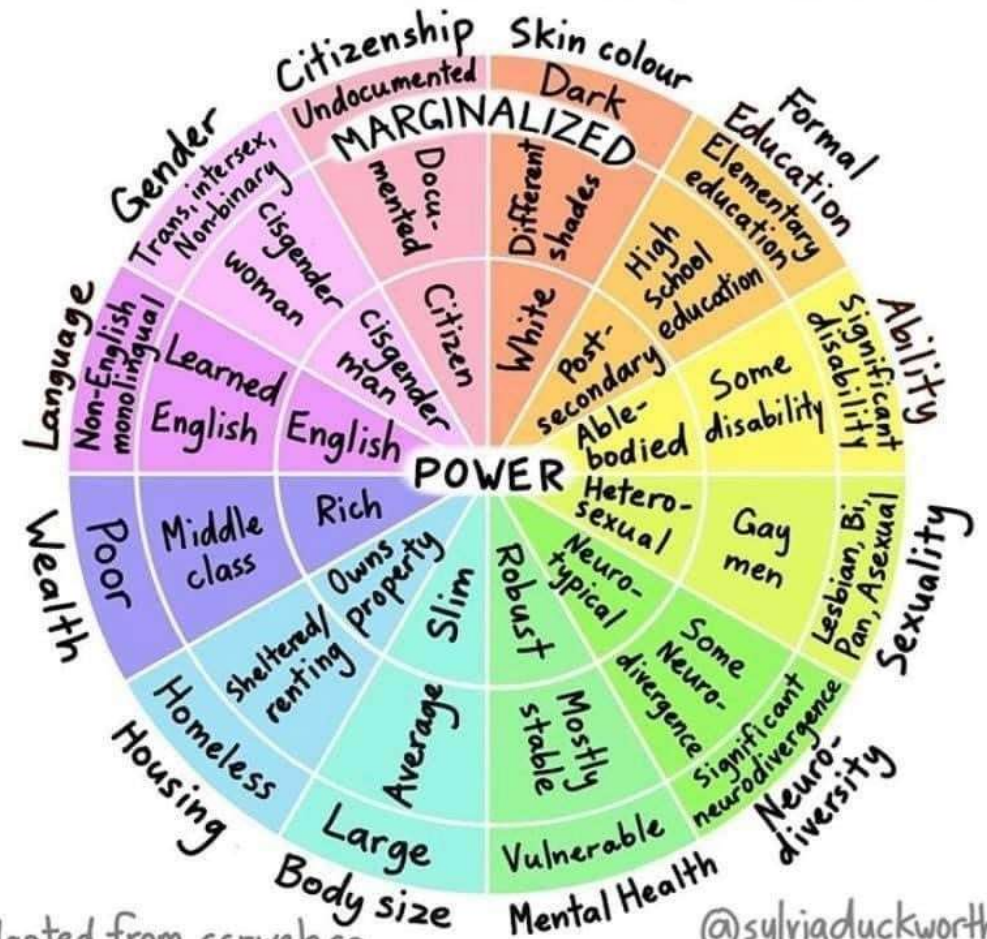 Citizenship
Undocumented
Docu-
mented
Citizen
Skin colour
Dark
Different
shades
White
Formal
Education
Elementary
education
High
school
education
Post-
secondary
Ability
Significant
disability
Some
disability
Able-
bodied
Sexuality
Lesbian, Bi,
Pan, Asexual
Gay
men
Hetero-
sexual
Neuro-
diversity
Significant
neurodivergence
Some
Neuro-
divergence
Neuro-
typical
Mental Health
Vulnerable
Mostly
stable
Robust
Body size
Large
Average
Slim
Housing
Homeless
Sheltered/
renting
Owns
property
Wealth
Poor
Middle
class
Rich
Language
Non-English
monolingual
Learned
English
English
Gender
Trans, intersex,
Nonbinary
Cisgender
woman
Cisgender
man
MARGINALIZED
POWER
from
@sylviaduckworth